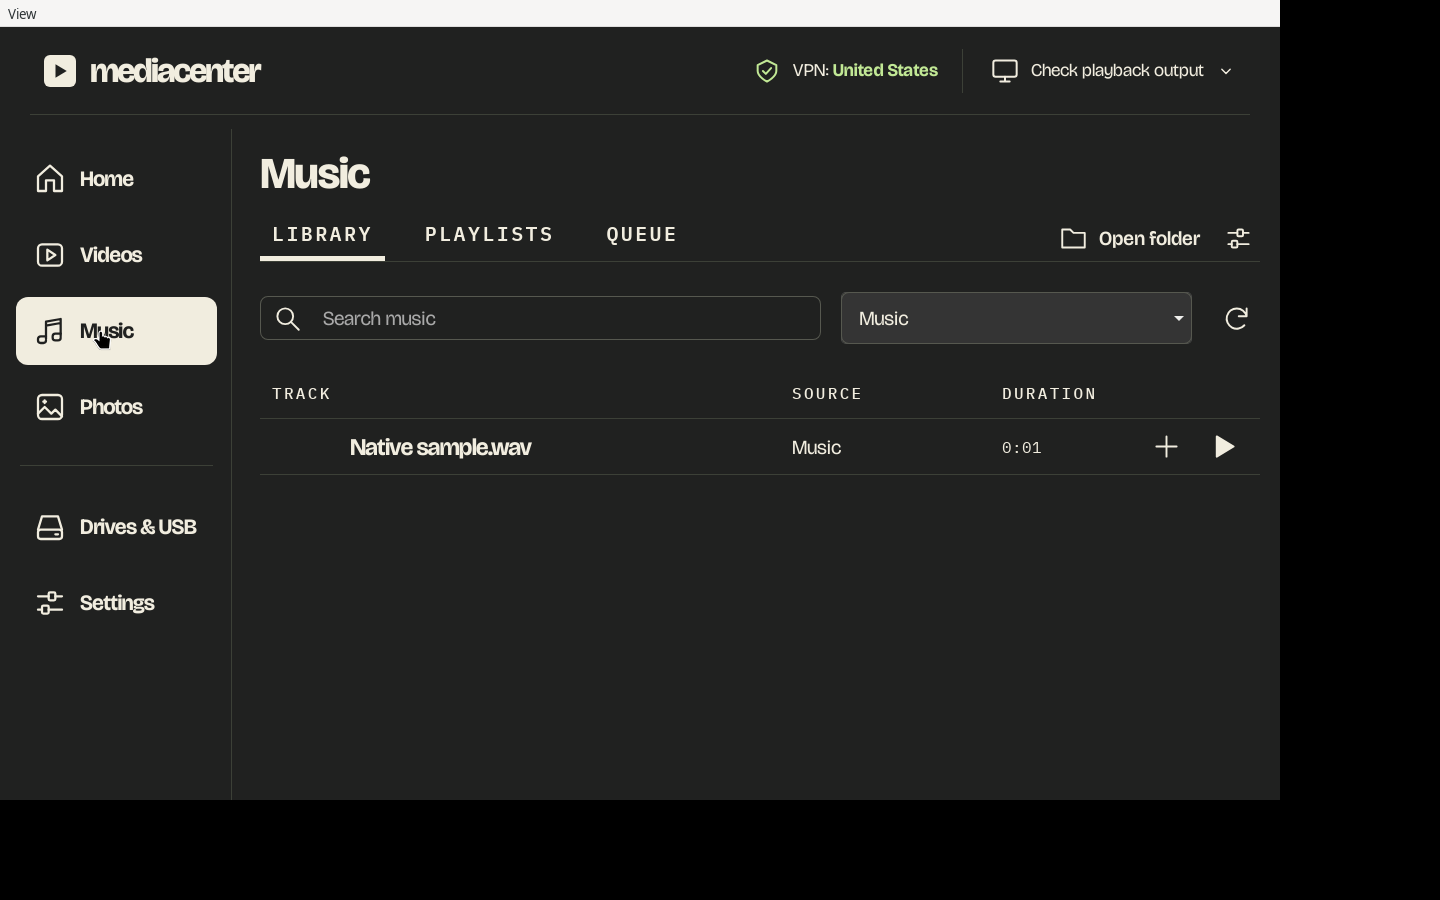 View
mediacenter
VPN: United States
Check playback output
Home
Videos
Music
Photos
Drives & USB
Settings
Music
LIBRARY PLAYLISTS QUEUE
Open folder
Search music
Music
TRACK SOURCE DURATION
Native sample.wav Music 0:01